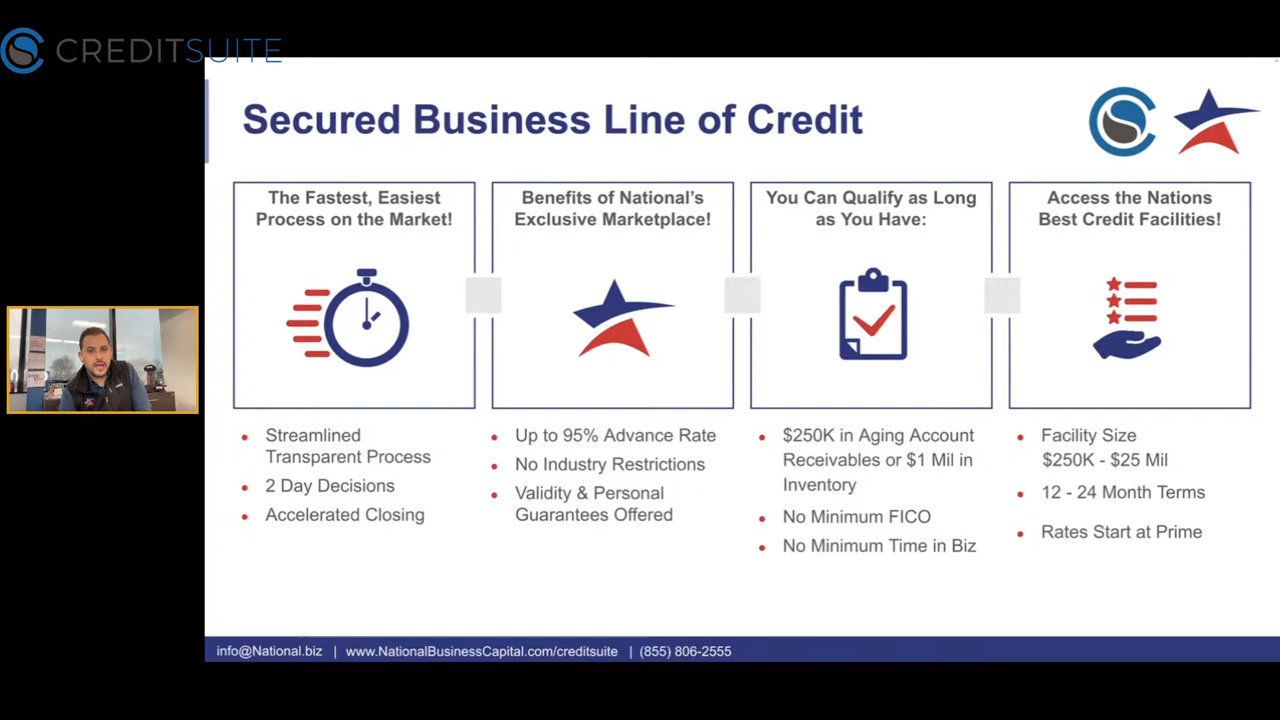 CREDITSUITE
Secured Business Line of Credit
The Fastest, Easiest
Process on the Market!
Benefits of National's
Exclusive Marketplace!
You Can Qualify as Long
as You Have:
Access the Nations
Best Credit Facilities!
Streamlined
Transparent Process
2 Day Decisions
Accelerated Closing
Up to 95% Advance Rate
No Industry Restrictions
Validity & Personal
Guarantees Offered
$250K in Aging Account
Receivables or $1 Mil in
Inventory
No Minimum FICO
No Minimum Time in Biz
Facility Size
$250K - $25 Mil
12 - 24 Month Terms
Rates Start at Prime
info@National.biz | www.NationalBusinessCapital.com/creditsuite | (855) 806-2555